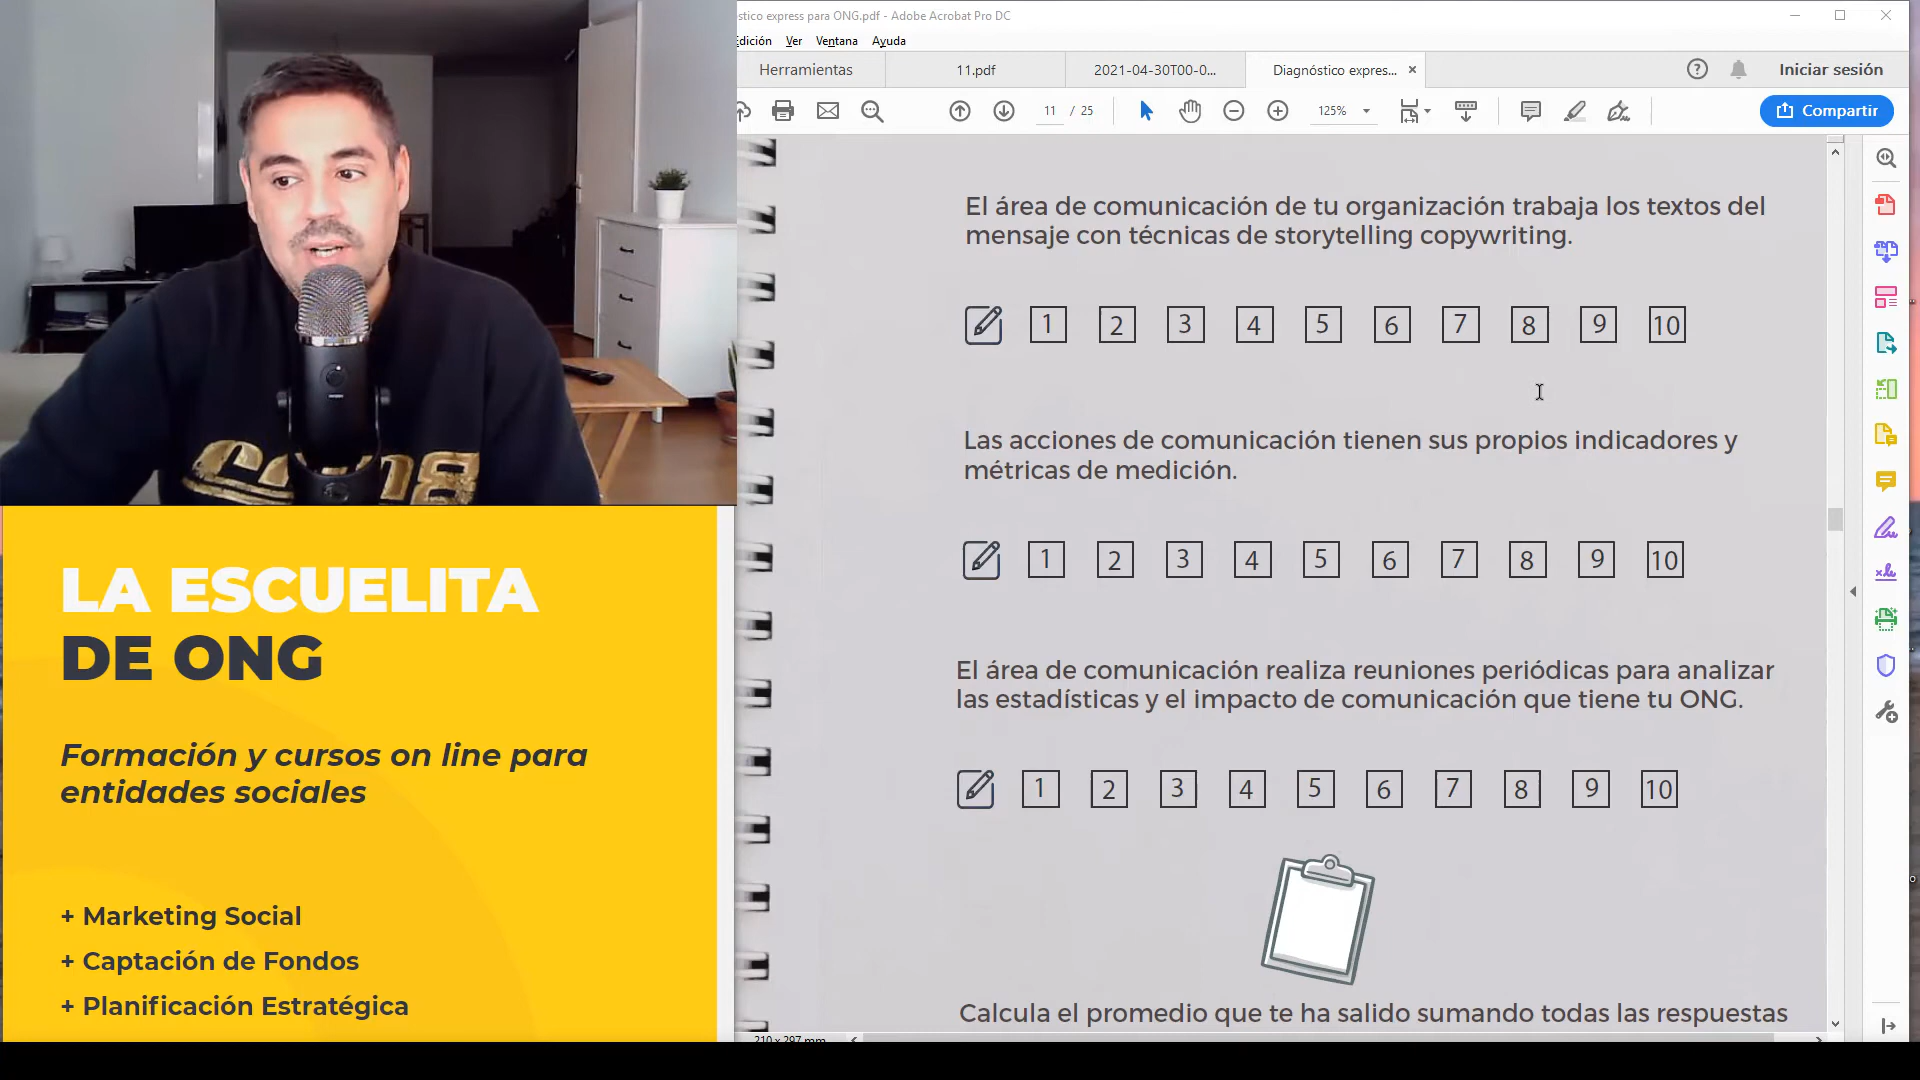 stico express para ONG.pdf - Adobe Acrobat Pro DC
Edición Ver Ventana Ayuda
Herramientas 11.pdf 2021-04-30T00-0... Diagnóstico expres... × Iniciar sesión
11 / 25 125% Compartir
El área de comunicación de tu organización trabaja los textos del
mensaje con técnicas de storytelling copywriting.
1 2 3 4 5 6 7 8 9 10
Las acciones de comunicación tienen sus propios indicadores y
métricas de medición.
1 2 3 4 5 6 7 8 9 10
El área de comunicación realiza reuniones periódicas para analizar
las estadísticas y el impacto de comunicación que tiene tu ONG.
1 2 3 4 5 6 7 8 9 10
Calcula el promedio que te ha salido sumando todas las respuestas
210 x 297 mm
LA ESCUELITA
DE ONG
Formación y cursos on line para
entidades sociales
+ Marketing Social
+ Captación de Fondos
+ Planificación Estratégica